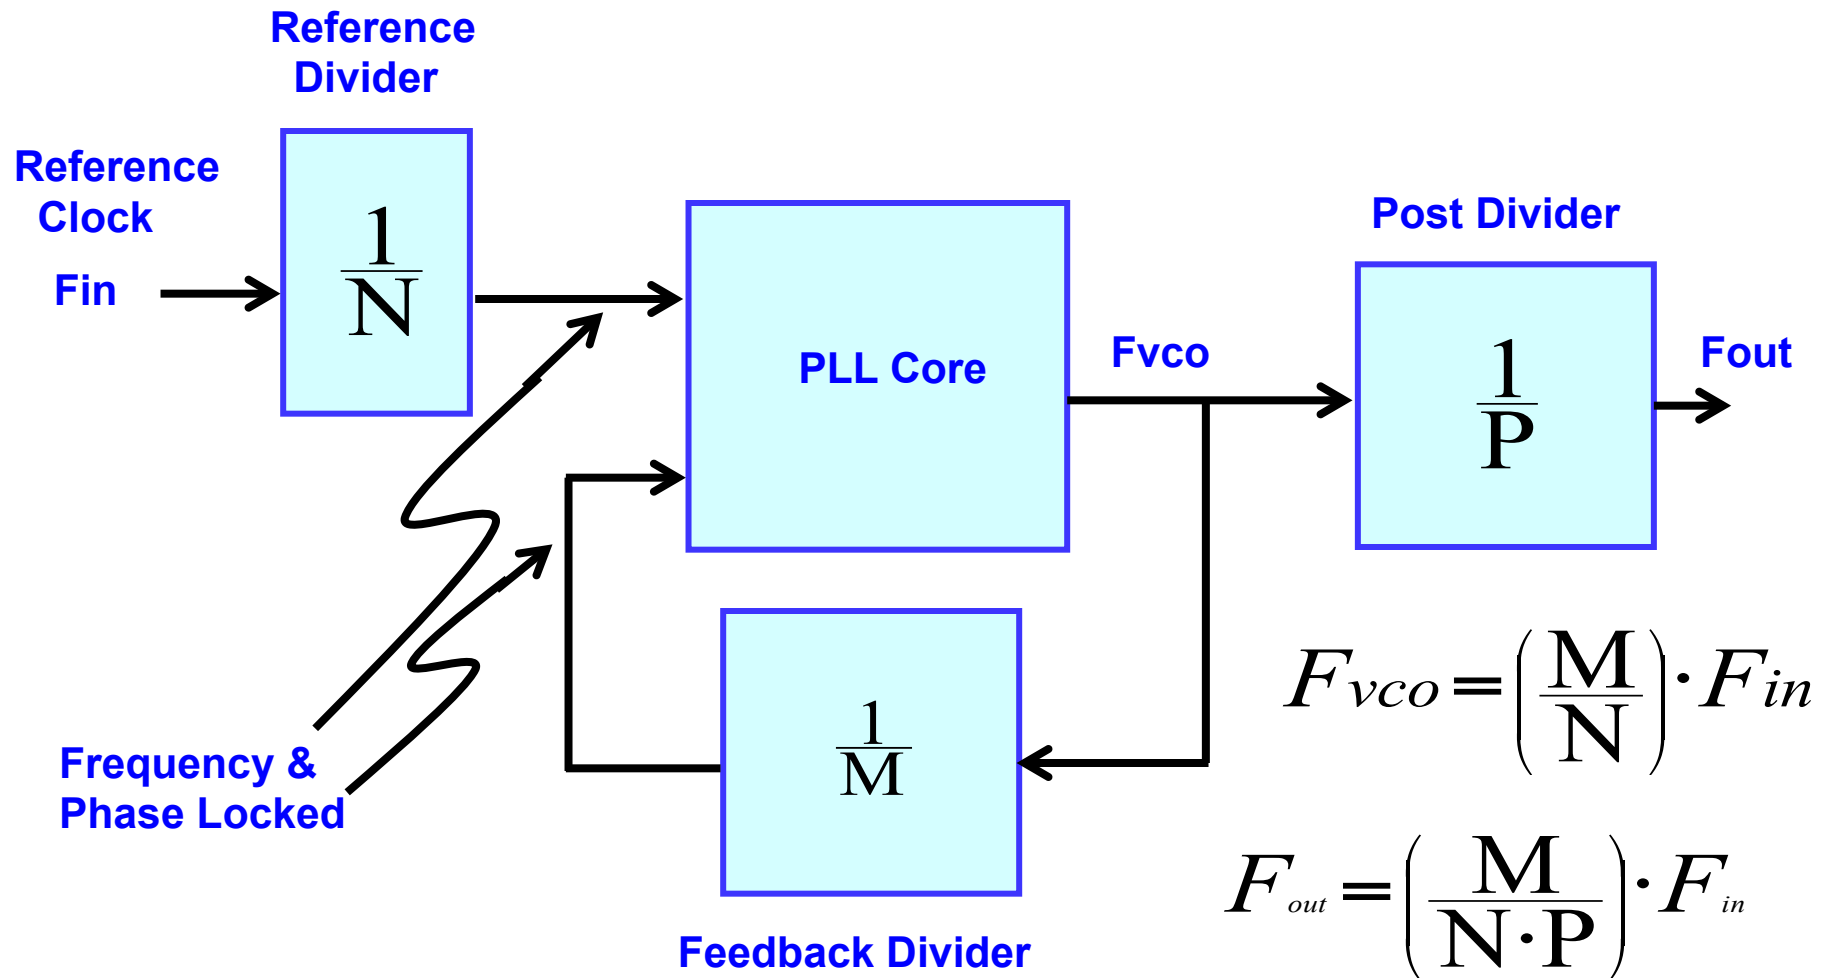 Reference
Divider
Reference
Clock
Fin
1
N
PLL Core
Fvco
Post Divider
1
P
Fout
Frequency &
Phase Locked
1
M
Feedback Divider
Fvco = (M/N) · Fin
Fout = (M/N·P) · Fin